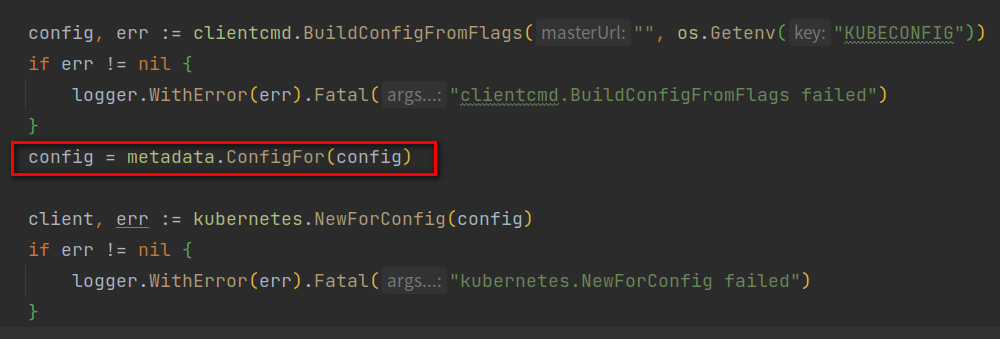 config, err := clientcmd.BuildConfigFromFlags( masterUrl: "", os.Getenv( key: "KUBECONFIG"))
if err != nil {
logger.WithError(err).Fatal( args...: "clientcmd.BuildConfigFromFlags failed")
}
config = metadata.ConfigFor(config)
client, err := kubernetes.NewForConfig(config)
if err != nil {
logger.WithError(err).Fatal( args...: "kubernetes.NewForConfig failed")
}